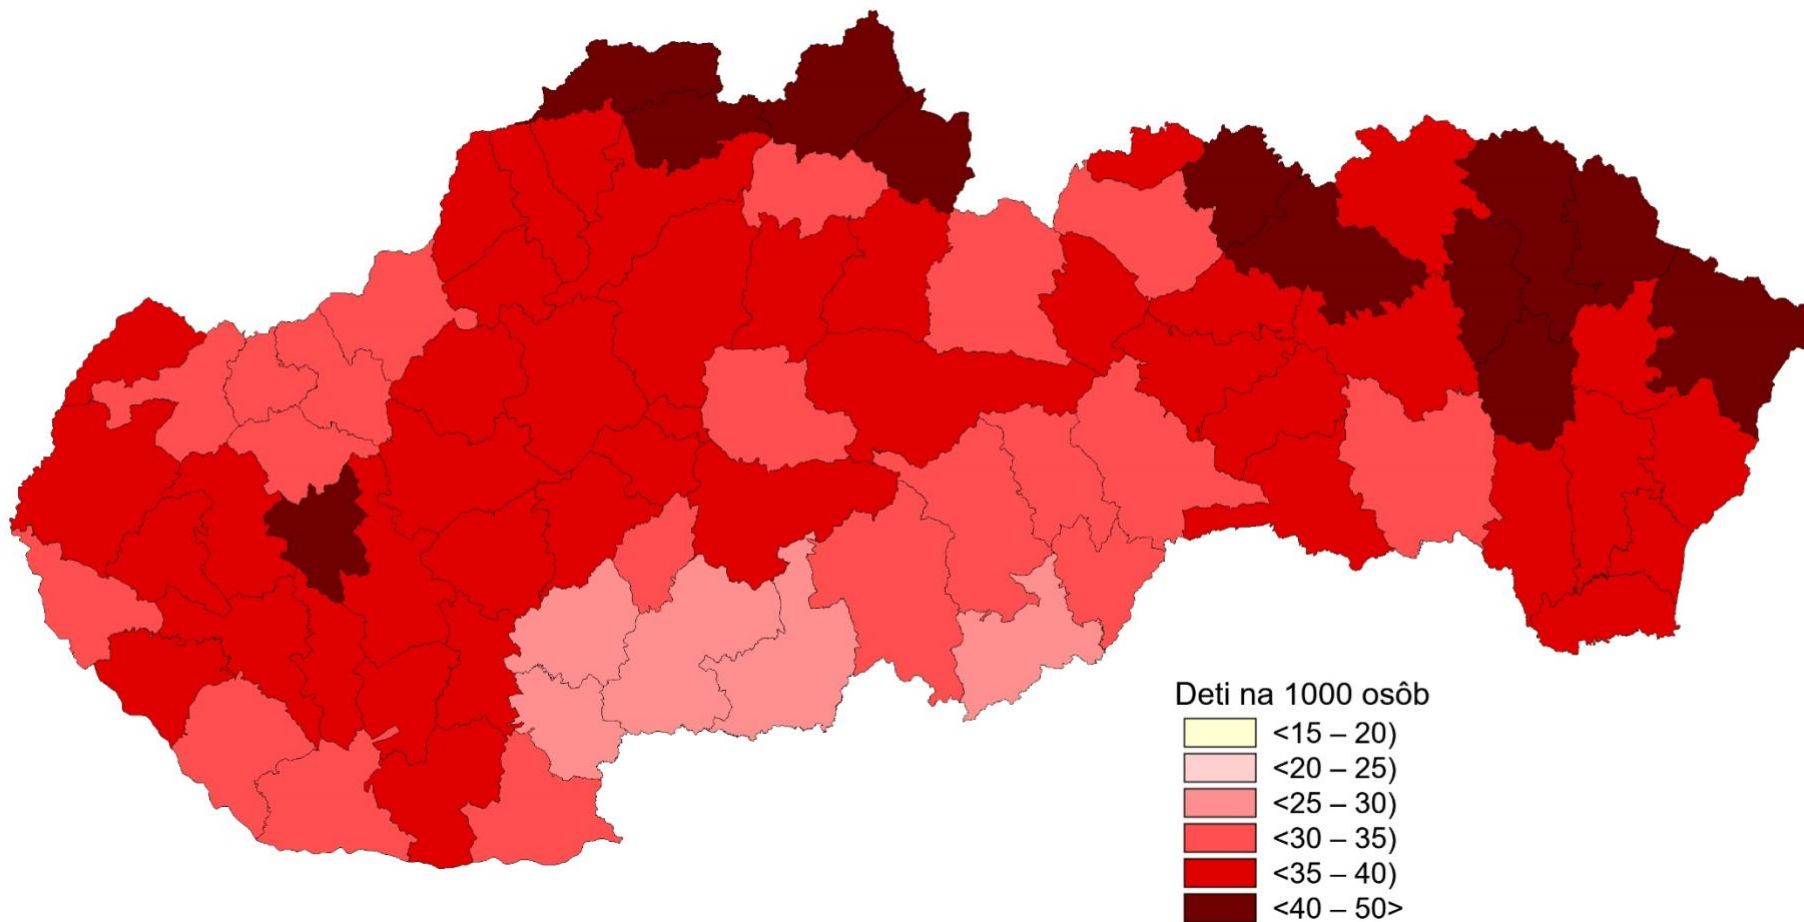 Deti na 1000 osôb
<15 – 20)
<20 – 25)
<25 – 30)
<30 – 35)
<35 – 40)
<40 – 50>